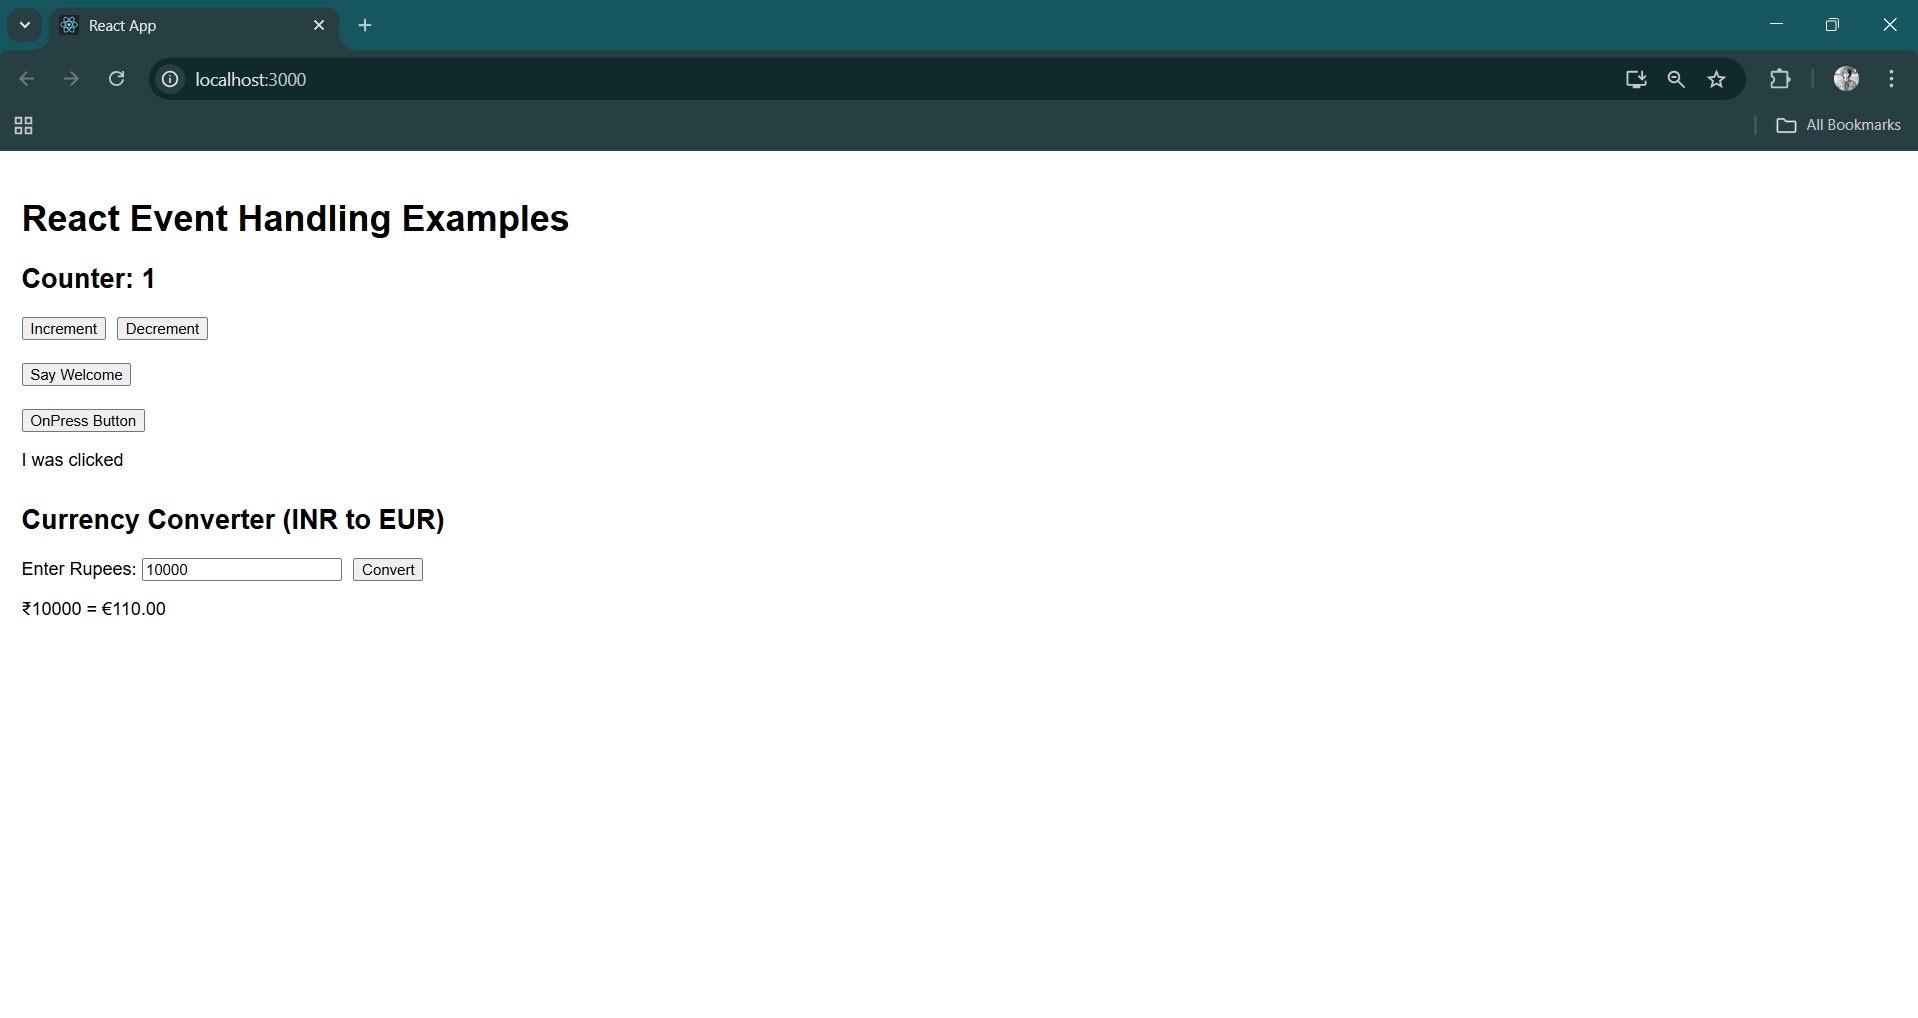 React App
localhost:3000
All Bookmarks
React Event Handling Examples
Counter: 1
Increment Decrement
Say Welcome
OnPress Button
I was clicked
Currency Converter (INR to EUR)
Enter Rupees: 10000 Convert
₹10000 = €110.00